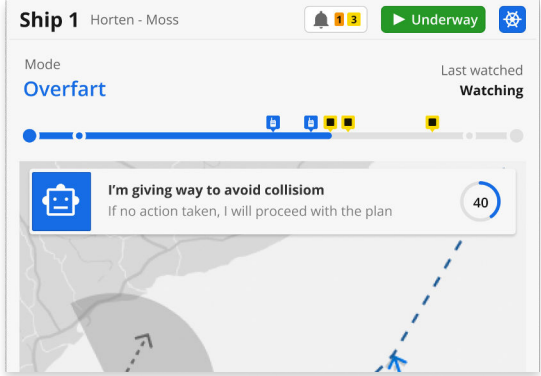 Ship 1 Horten - Moss 1 3 Underway
Mode
Overfart
Last watched
Watching
I'm giving way to avoid collisiom
If no action taken, I will proceed with the plan
40